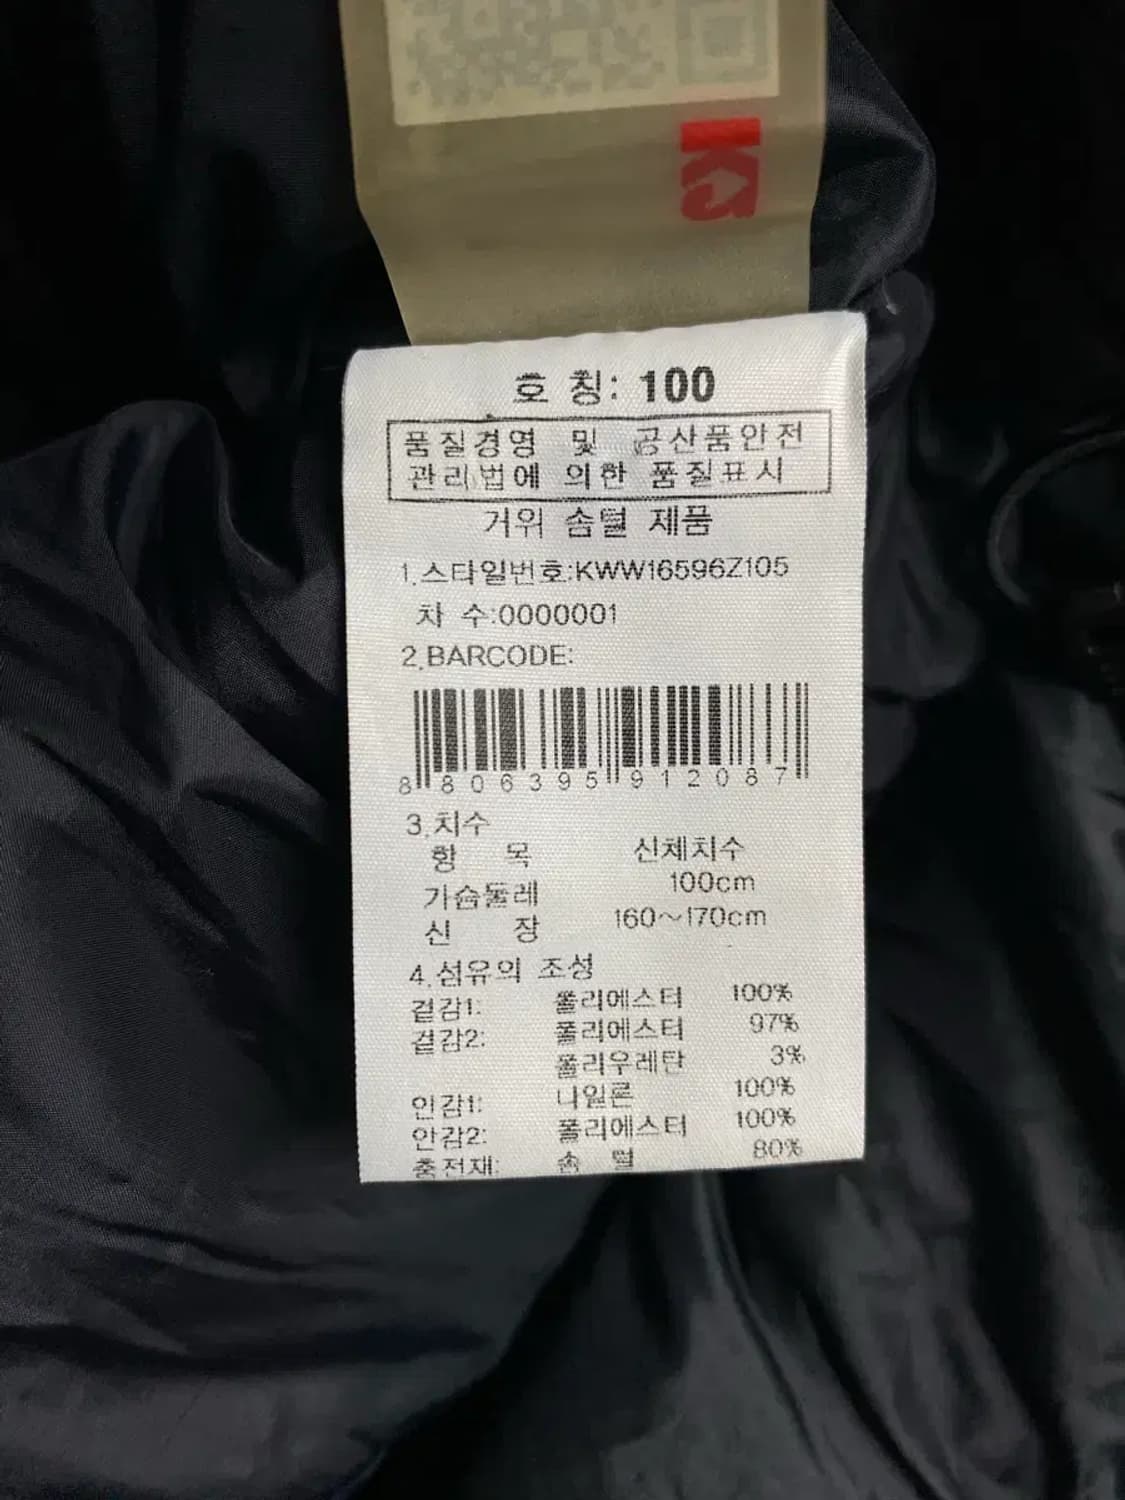 호 칭: 100
품질경영 및 공산품안전
관리법에 의한 품질표시
거위 솜털 제품
1.스타일번호:KWW16596Z105
차 수:0000001
2.BARCODE:
8806395912087
3.치수
항 목 신체치수
가슴둘레 100cm
신 장 160~170cm
4.섬유의 조성
겉감1: 폴리에스터 100%
겉감2: 폴리에스터 97%
폴리우레탄 3%
안감1: 나일론 100%
안감2: 폴리에스터 100%
충전재: 솜 털 80%